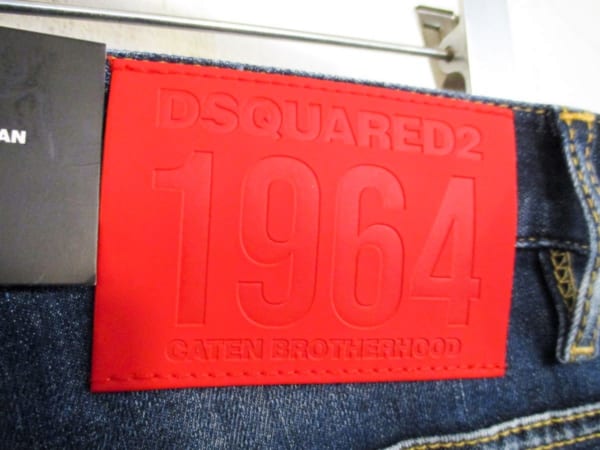 DSQUARED2
1964
CATEN BROTHERHOOD
AN